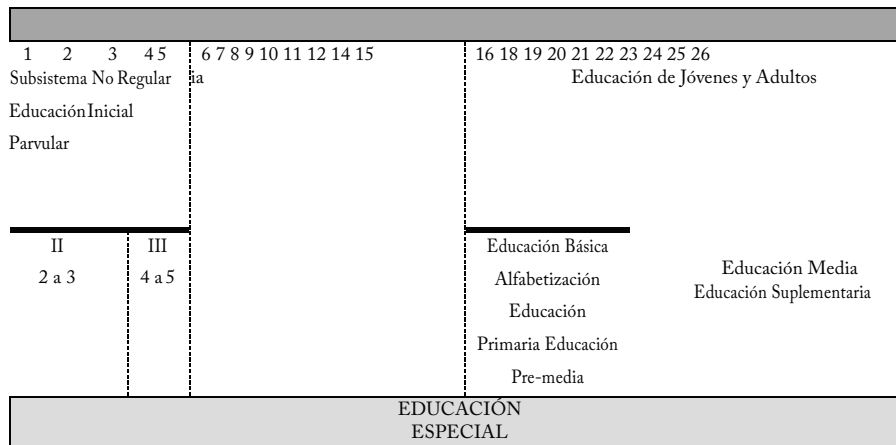 1 2 3 4 5 6 7 8 9 10 11 12 14 15 16 18 19 20 21 22 23 24 25 26
Subsistema No Regular ia Educación de Jóvenes y Adultos
Educación Inicial
Parvular
II III Educación Básica
2 a 3 4 a 5 Alfabetización Educación Media
Educación Suplementaria
Educación
Primaria Educación
Pre-media
EDUCACIÓN
ESPECIAL